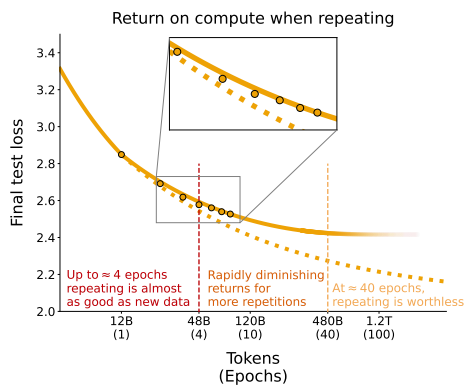 Return on compute when repeating
Final test loss
3.4
3.2
3.0
2.8
2.6
2.4
2.2
2.0
Up to ≈ 4 epochs
repeating is almost
as good as new data
Rapidly diminishing
returns for
more repetitions
At ≈ 40 epochs,
repeating is worthless
12B 48B 120B 480B 1.2T
(1) (4) (10) (40) (100)
Tokens
(Epochs)